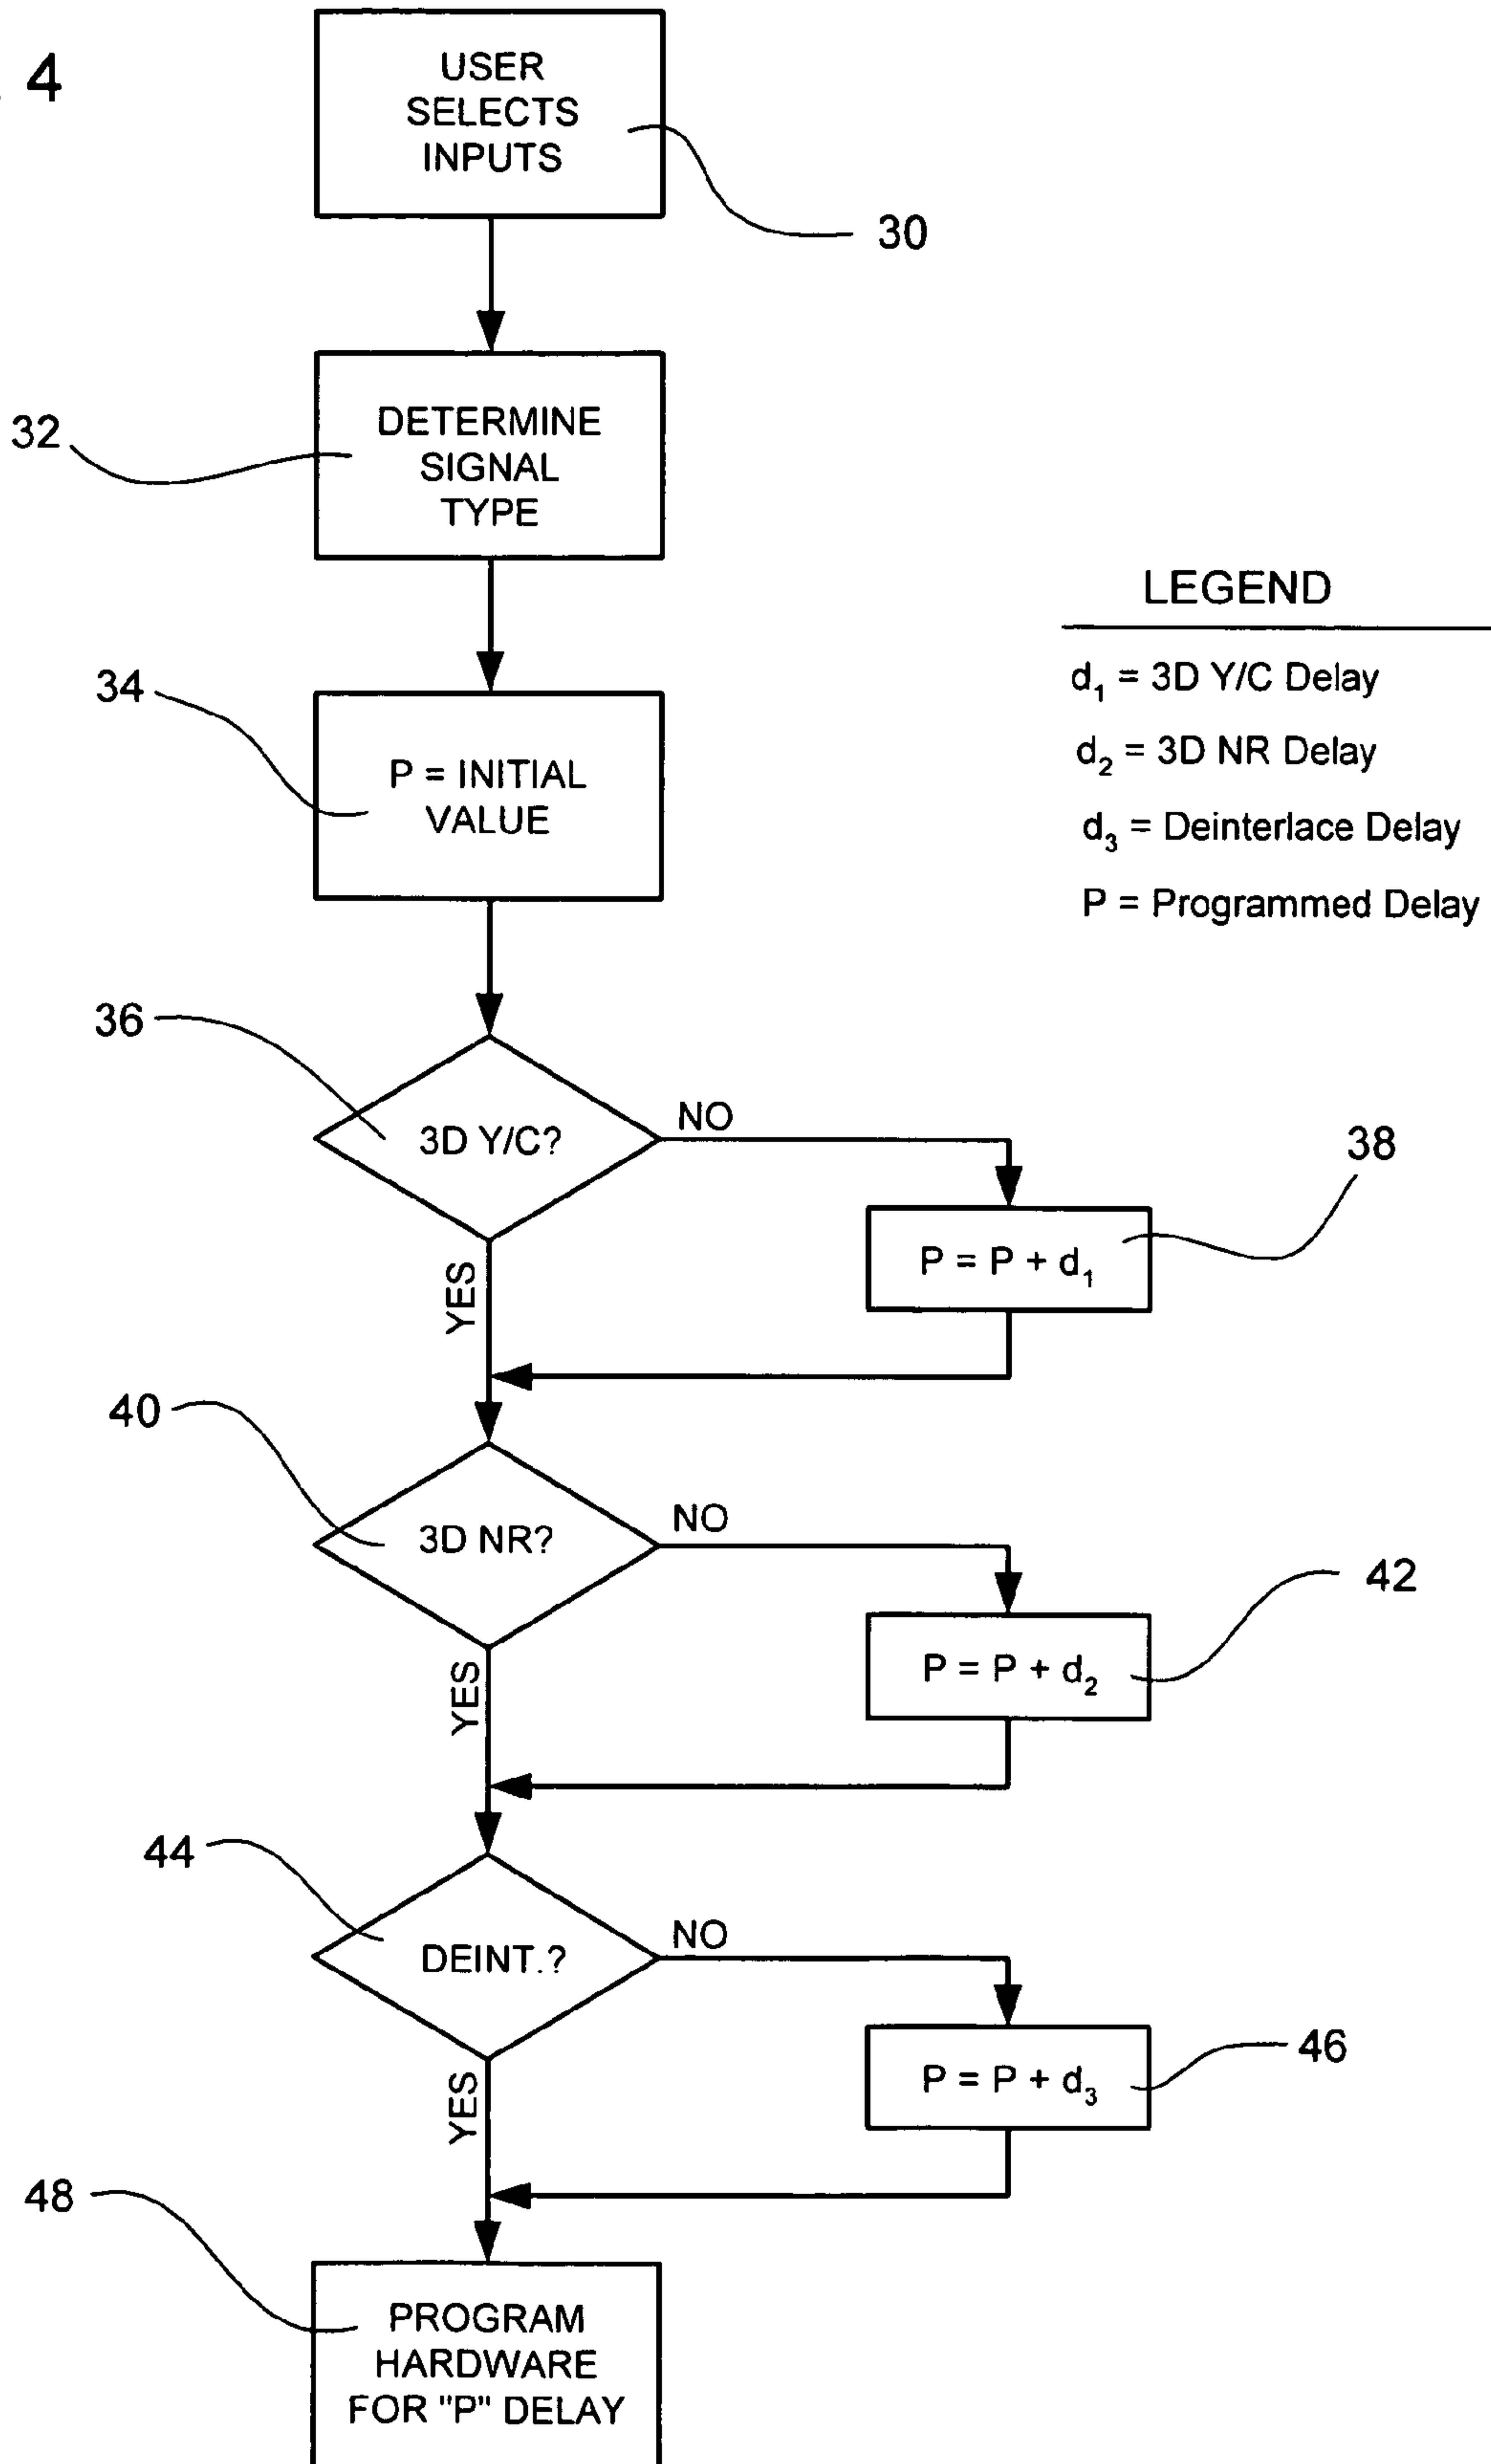 4
USER
SELECTS
INPUTS
30
32
DETERMINE
SIGNAL
TYPE
LEGEND
d₁ = 3D Y/C Delay
d₂ = 3D NR Delay
d₃ = Deinterlace Delay
P = Programmed Delay
34
P = INITIAL
VALUE
36
3D Y/C?
NO
YES
38
P = P + d₁
40
3D NR?
NO
YES
42
P = P + d₂
44
DEINT.?
NO
YES
46
P = P + d₃
48
PROGRAM
HARDWARE
FOR "P" DELAY